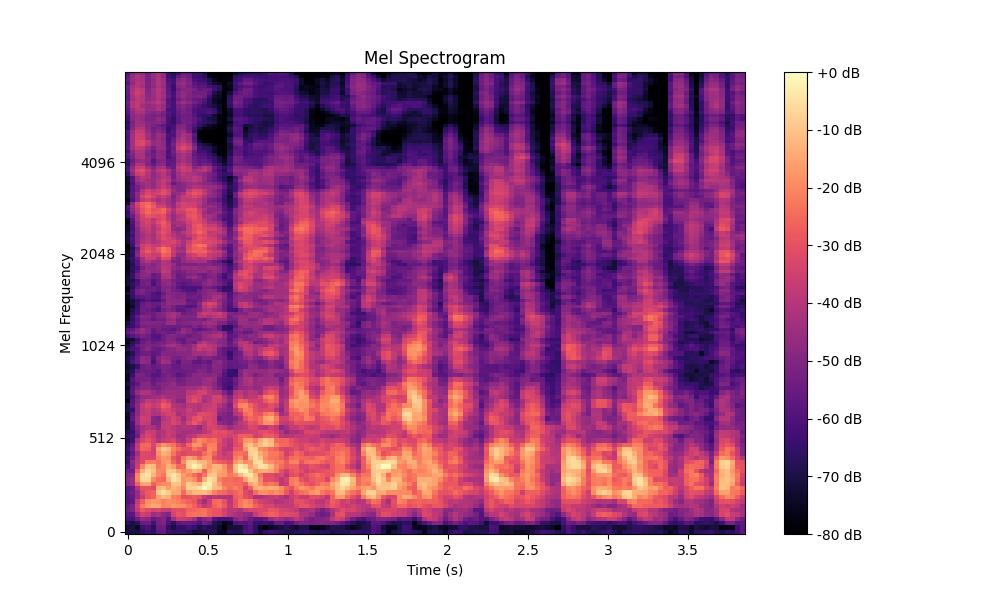 Mel Spectrogram
Mel Frequency
4096
2048
1024
512
0
0
0.5
1
1.5
2
2.5
3
3.5
Time (s)
+0 dB
-10 dB
-20 dB
-30 dB
-40 dB
-50 dB
-60 dB
-70 dB
-80 dB